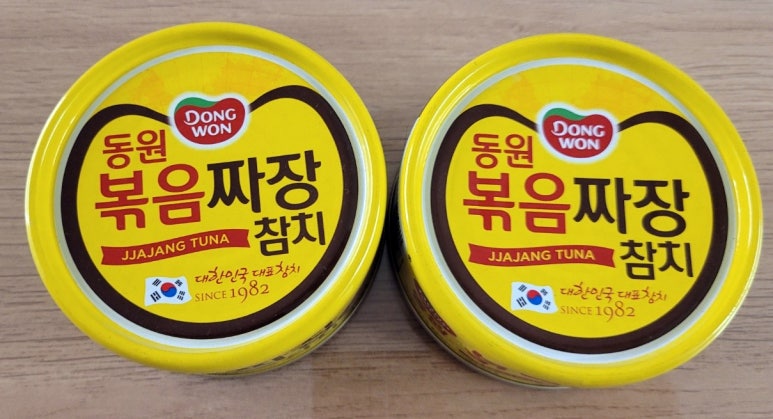 DONG
WON
동원
볶음짜장
참치
JJAJANG TUNA
대한민국 대표참치
SINCE 1982
DONG
WON
동원
볶음짜장
참치
JJAJANG TUNA
대한민국 대표참치
SINCE 1982